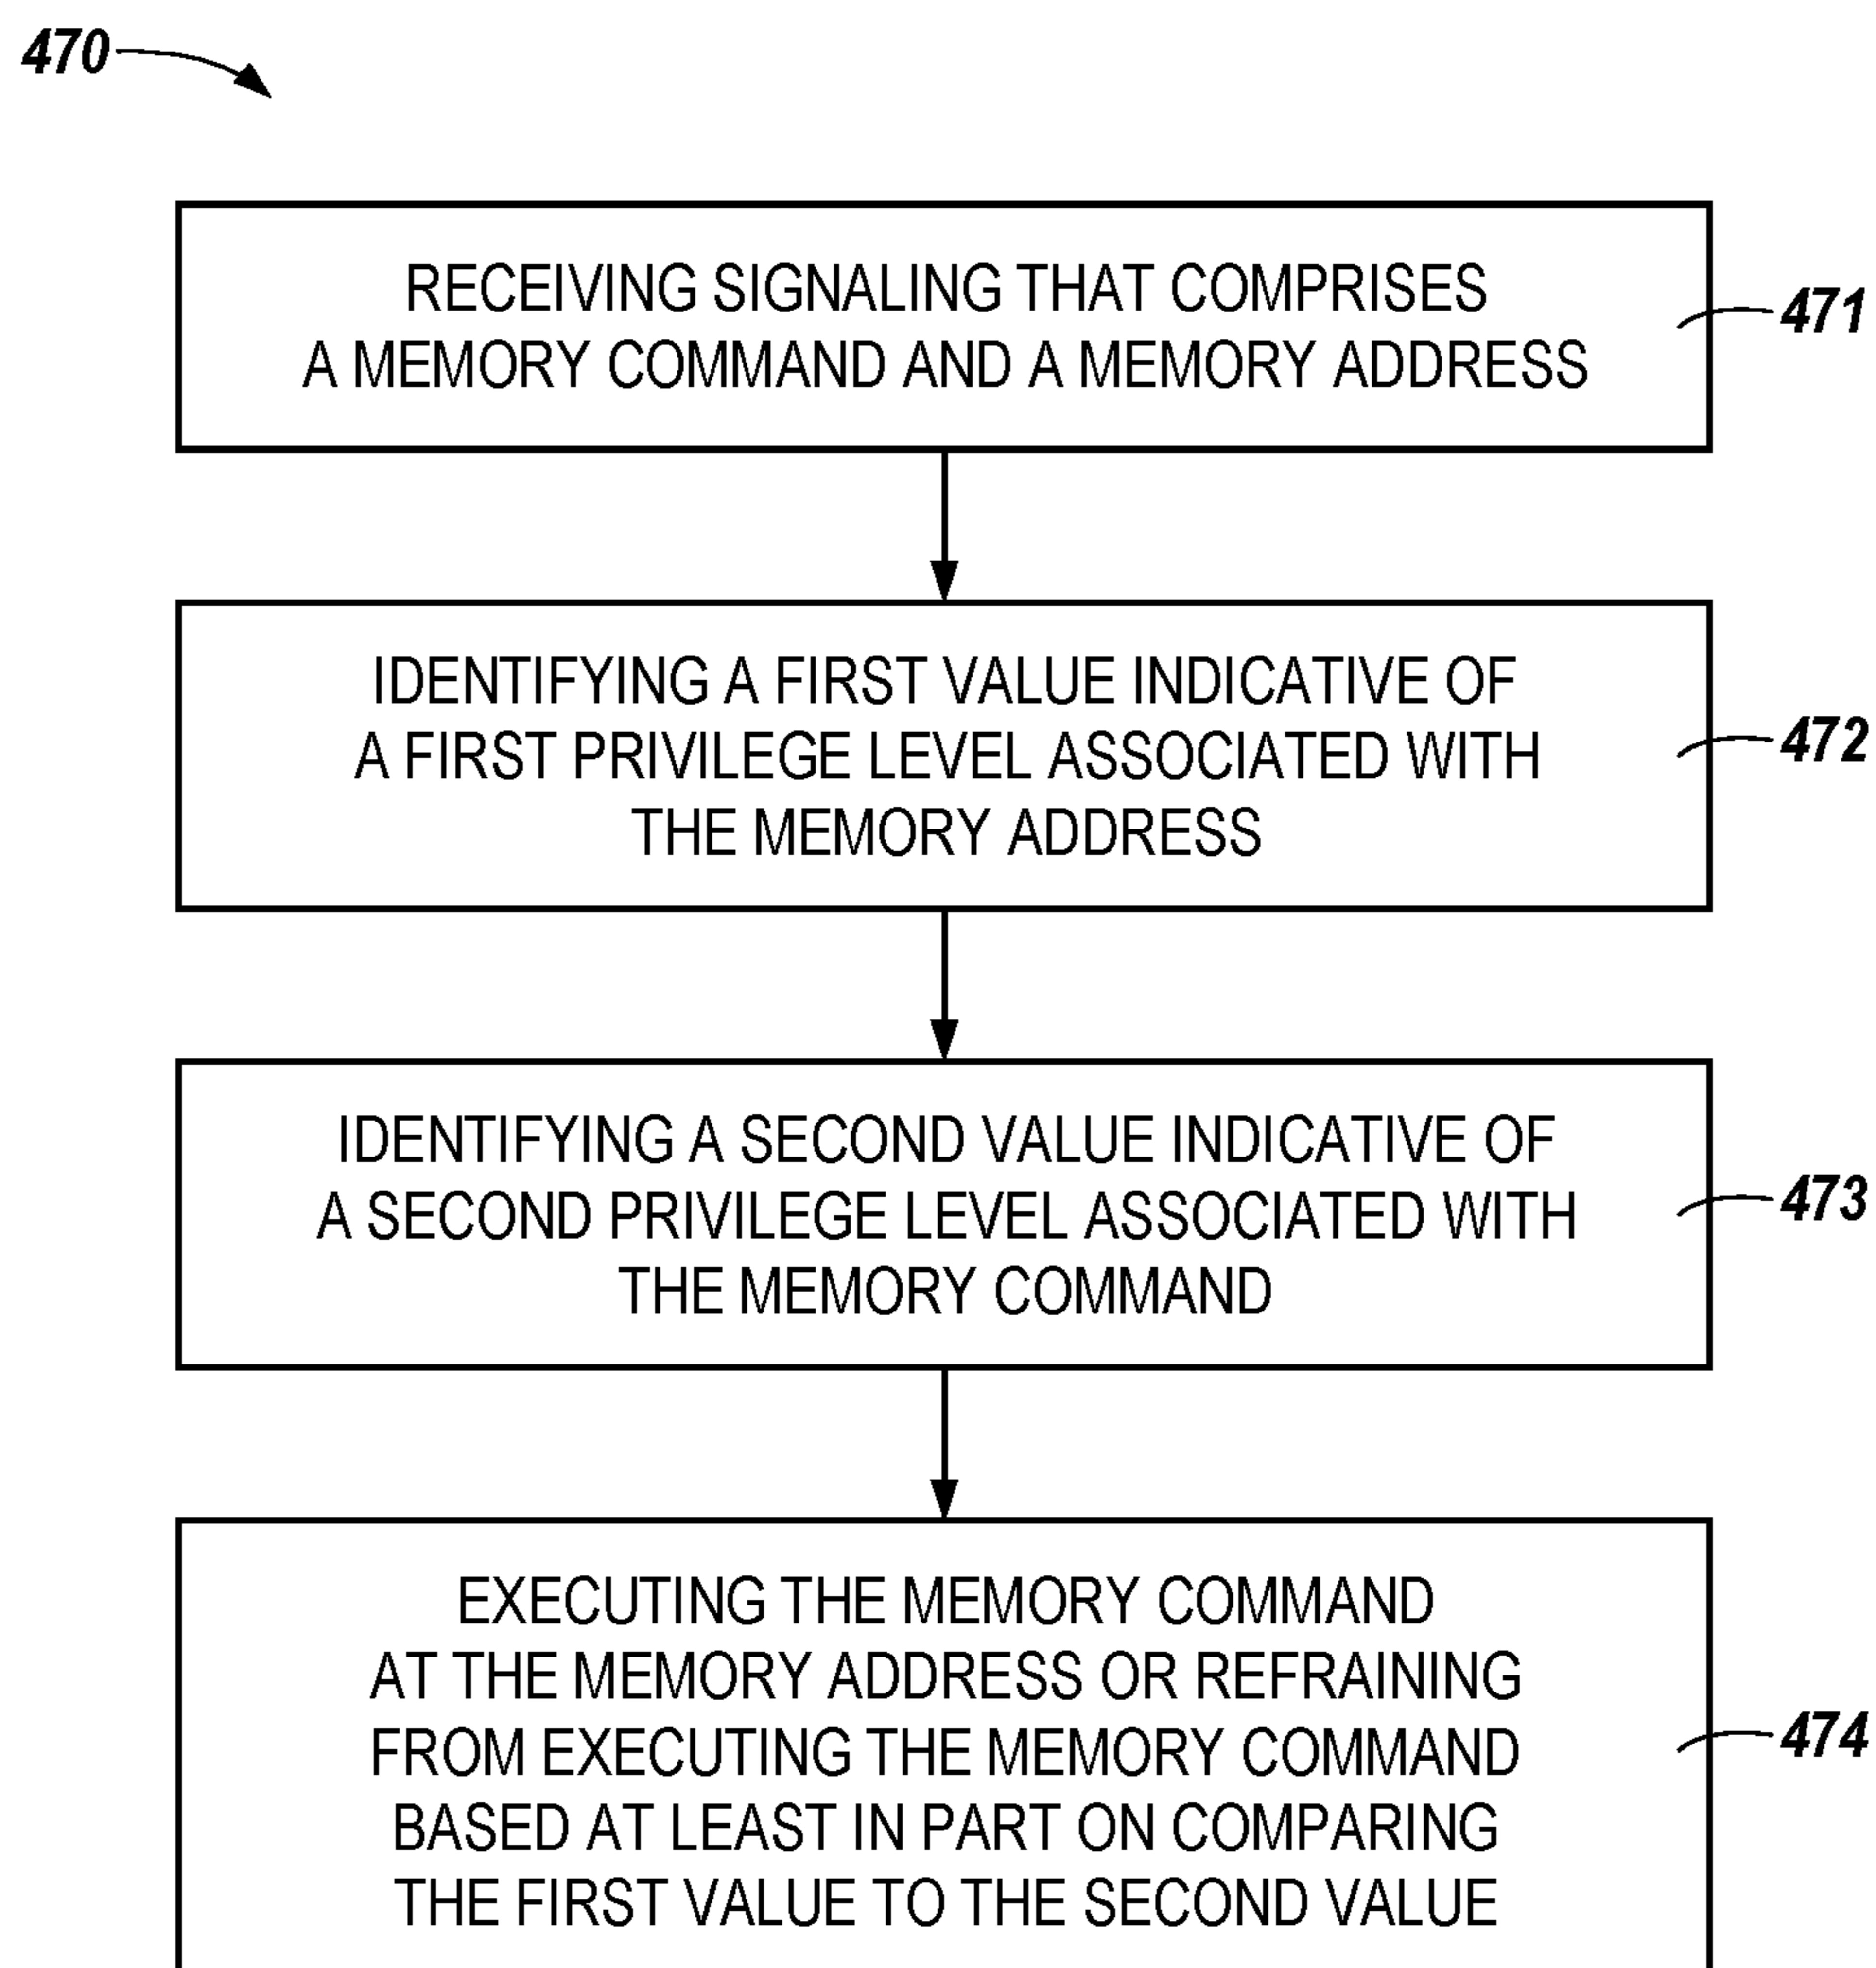 470
RECEIVING SIGNALING THAT COMPRISES
A MEMORY COMMAND AND A MEMORY ADDRESS
471
IDENTIFYING A FIRST VALUE INDICATIVE OF
A FIRST PRIVILEGE LEVEL ASSOCIATED WITH
THE MEMORY ADDRESS
472
IDENTIFYING A SECOND VALUE INDICATIVE OF
A SECOND PRIVILEGE LEVEL ASSOCIATED WITH
THE MEMORY COMMAND
473
EXECUTING THE MEMORY COMMAND
AT THE MEMORY ADDRESS OR REFRAINING
FROM EXECUTING THE MEMORY COMMAND
BASED AT LEAST IN PART ON COMPARING
THE FIRST VALUE TO THE SECOND VALUE
474